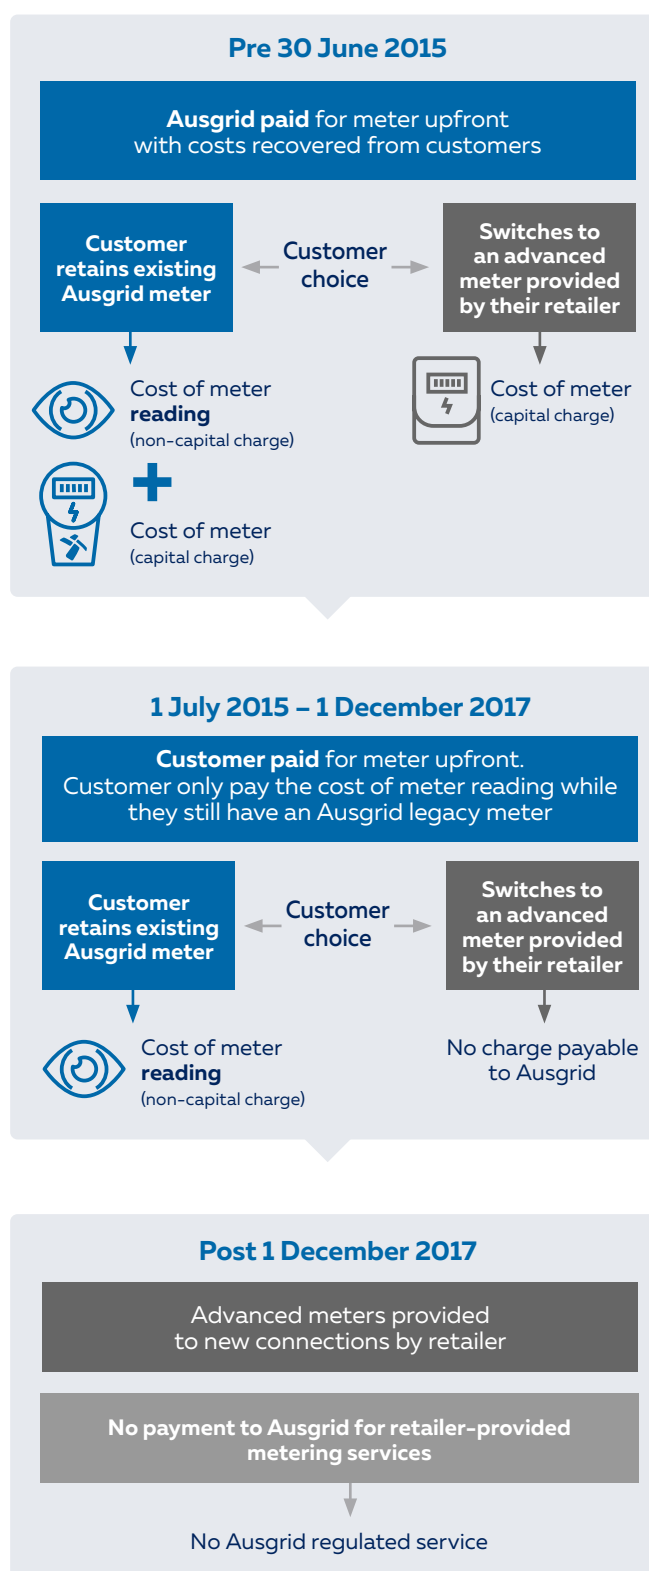 Pre 30 June 2015
Ausgrid paid for meter upfront
with costs recovered from customers
Customer
retains existing
Ausgrid meter
Customer
choice
Switches to
an advanced
meter provided
by their retailer
Cost of meter
reading
(non-capital charge)
+
Cost of meter
(capital charge)
Cost of meter
(capital charge)
1 July 2015 – 1 December 2017
Customer paid for meter upfront.
Customer only pay the cost of meter reading while
they still have an Ausgrid legacy meter
Customer
retains existing
Ausgrid meter
Customer
choice
Switches to
an advanced
meter provided
by their retailer
Cost of meter
reading
(non-capital charge)
No charge payable
to Ausgrid
Post 1 December 2017
Advanced meters provided
to new connections by retailer
No payment to Ausgrid for retailer-provided
metering services
No Ausgrid regulated service